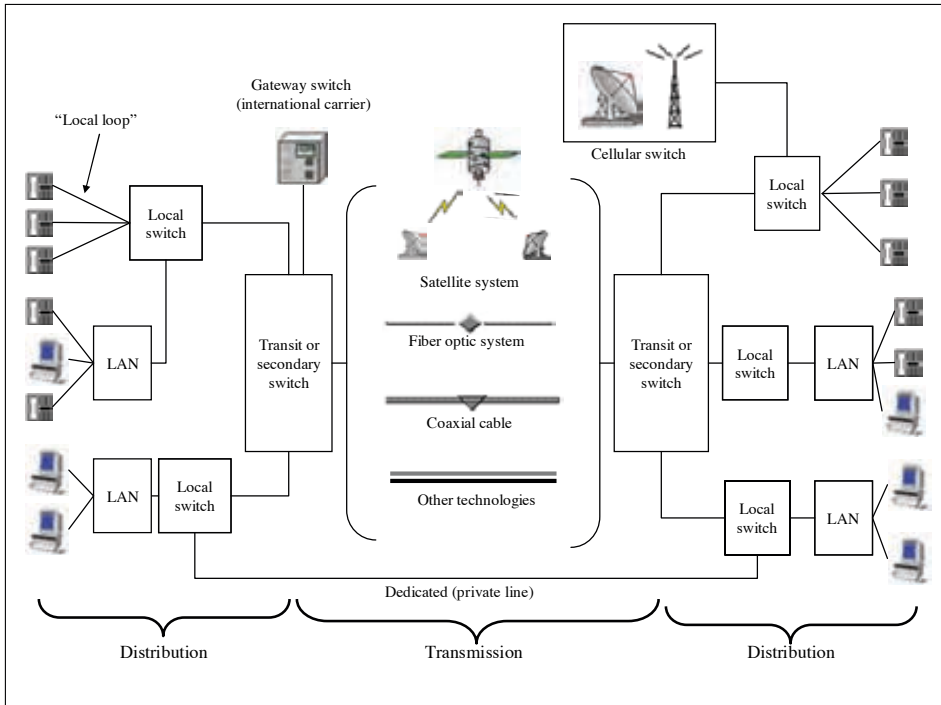 Gateway switch
(international carrier)
“Local loop”
Cellular switch
Local
switch
Local
switch
Satellite system
LAN
Transit or
secondary
switch
Fiber optic system
Transit or
secondary
switch
Local
switch
LAN
Coaxial cable
LAN
Local
switch
Other technologies
Local
switch
LAN
Dedicated (private line)
Distribution
Transmission
Distribution